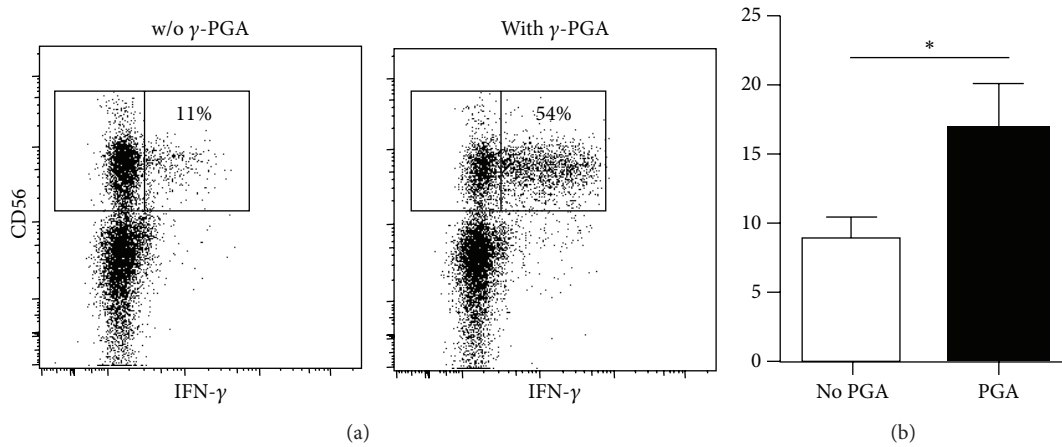 w/o γ-PGA
With γ-PGA
11%
54%
CD56
IFN-γ
IFN-γ
(a)
*
25
20
15
10
5
0
No PGA
PGA
(b)